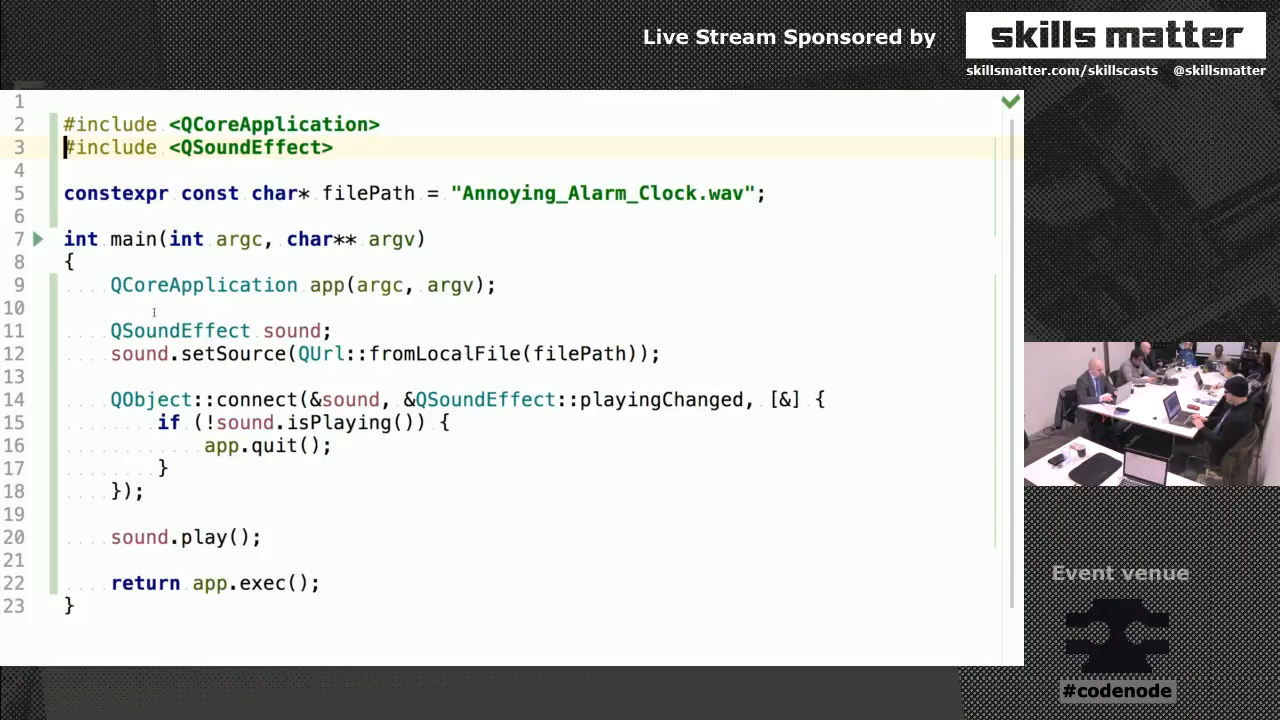 Live Stream Sponsored by
skills matter
skillsmatter.com/skillscasts @skillsmatter
1
2 #include <QCoreApplication>
3 #include <QSoundEffect>
4
5 constexpr const char* filePath = "Annoying_Alarm_Clock.wav";
6
7 int main(int argc, char** argv)
8 {
9 QCoreApplication app(argc, argv);
10
11 QSoundEffect sound;
12 sound.setSource(QUrl::fromLocalFile(filePath));
13
14 QObject::connect(&sound, &QSoundEffect::playingChanged, [&] {
15 if (!sound.isPlaying()) {
16 app.quit();
17 }
18 });
19
20 sound.play();
21
22 return app.exec();
23 }
Event venue
#codenode